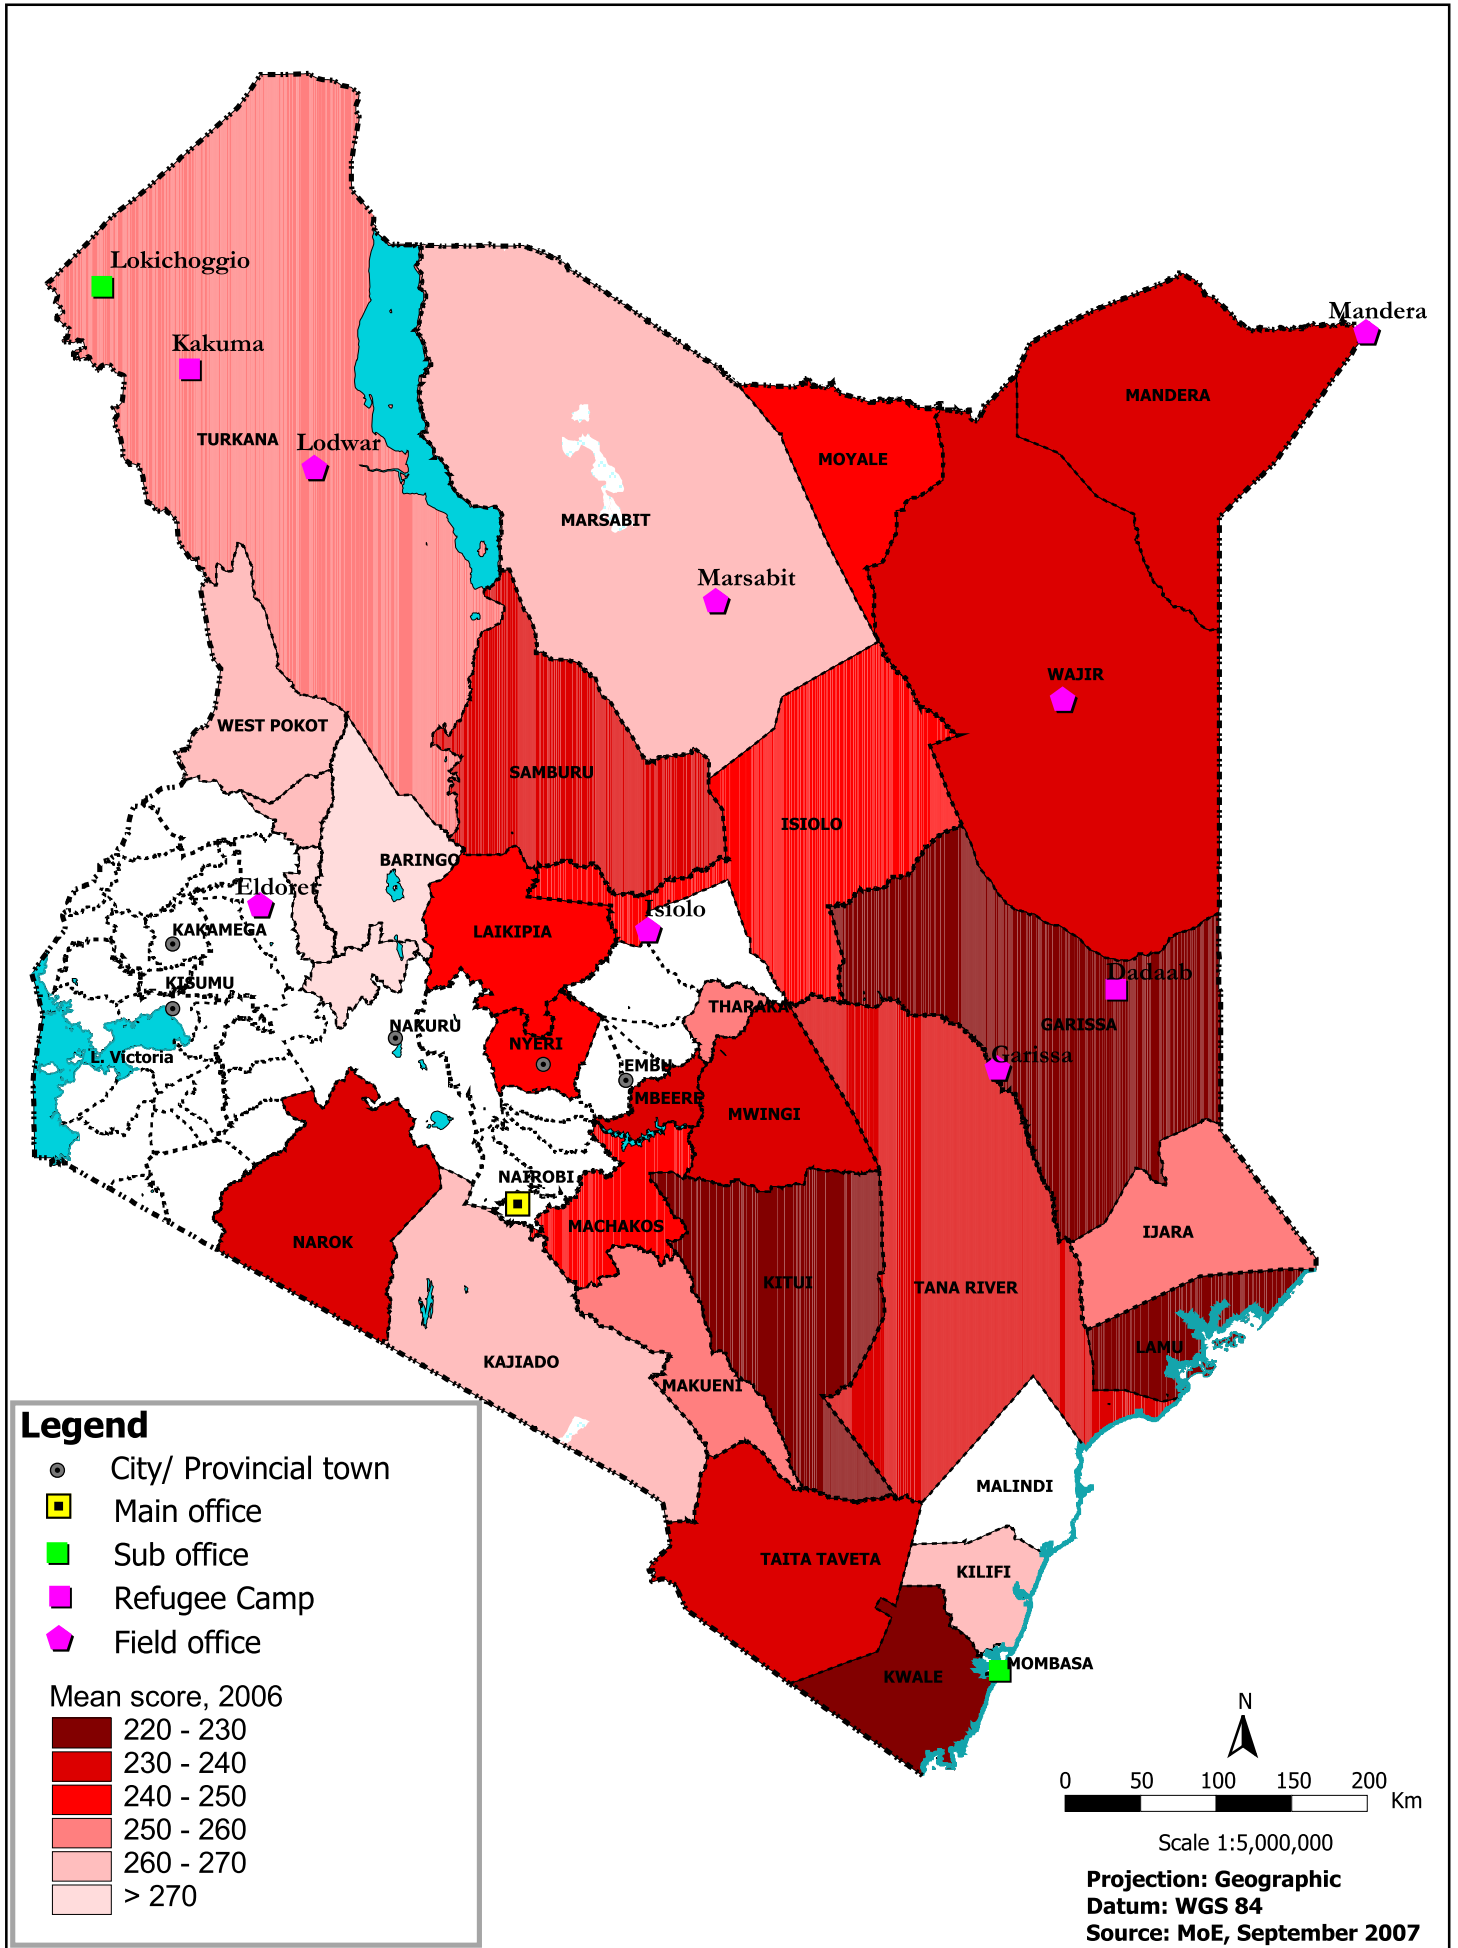 Lokichoggio
Mandera
Kakuma
MANDERA
TURKANA
Lodwar
MOYALE
MARSABIT
Marsabit
WAJIR
WEST POKOT
SAMBURU
ISIOLO
BARINGO
Eldoret
Isiolo
KAKAMEGA
LAIKIPIA
Dadaab
KISUMU
THARAKA
NAKURU
GARISSA
NYERI
Garissa
L. Victoria
EMBU
MBEERE
MWINGI
NAIROBI
MACHAKOS
IJARA
NAROK
KITUI
TANA RIVER
LAMU
KAJIADO
MAKUENI
MALINDI
TAITA TAVETA
KILIFI
MOMBASA
KWALE
Legend
City/ Provincial town
Main office
Sub office
Refugee Camp
Field office
Mean score, 2006
220 - 230
230 - 240
240 - 250
250 - 260
260 - 270
> 270
N
0 50 100 150 200
Km
Scale 1:5,000,000
Projection: Geographic
Datum: WGS 84
Source: MoE, September 2007